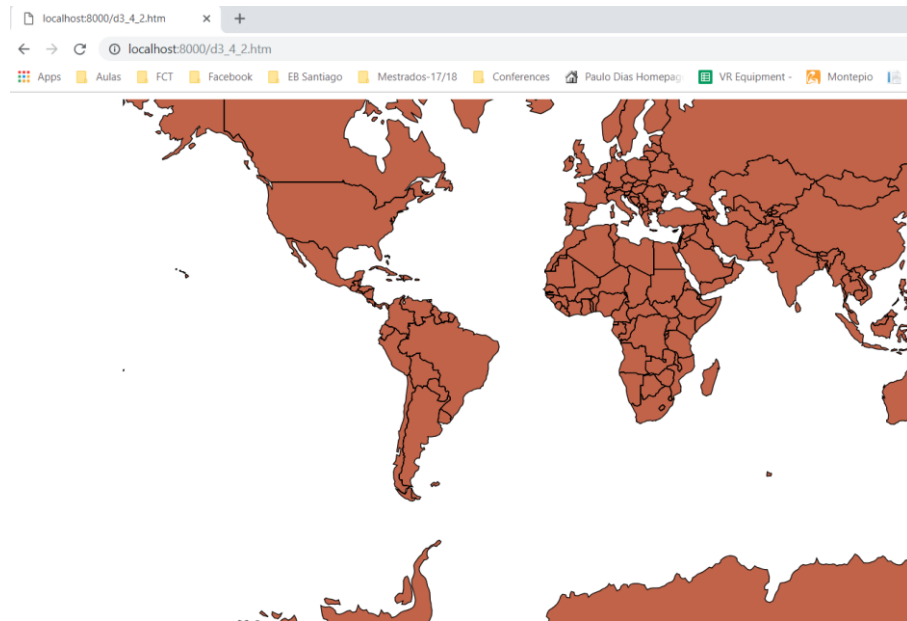 localhost:8000/d3_4_2.htm × +
localhost:8000/d3_4_2.htm
Apps Aulas FCT Facebook EB Santiago Mestrados-17/18 Conferences Paulo Dias Homepag VR Equipment - Montepio